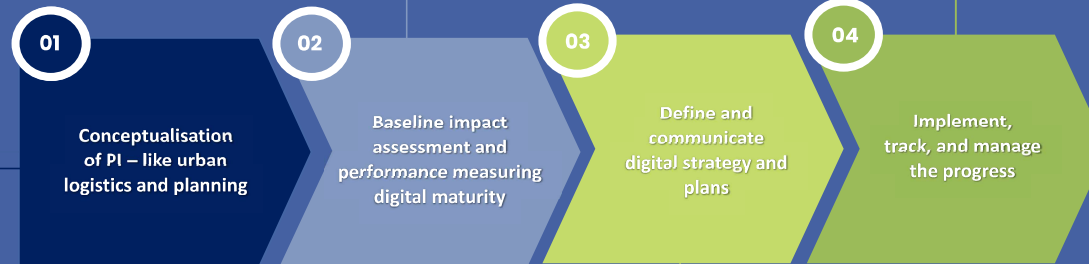 01
Conceptualisation
of PI – like urban
logistics and planning
02
Baseline impact
assessment and
performance measuring
digital maturity
03
Define and
communicate
digital strategy and
plans
04
Implement,
track, and manage
the progress